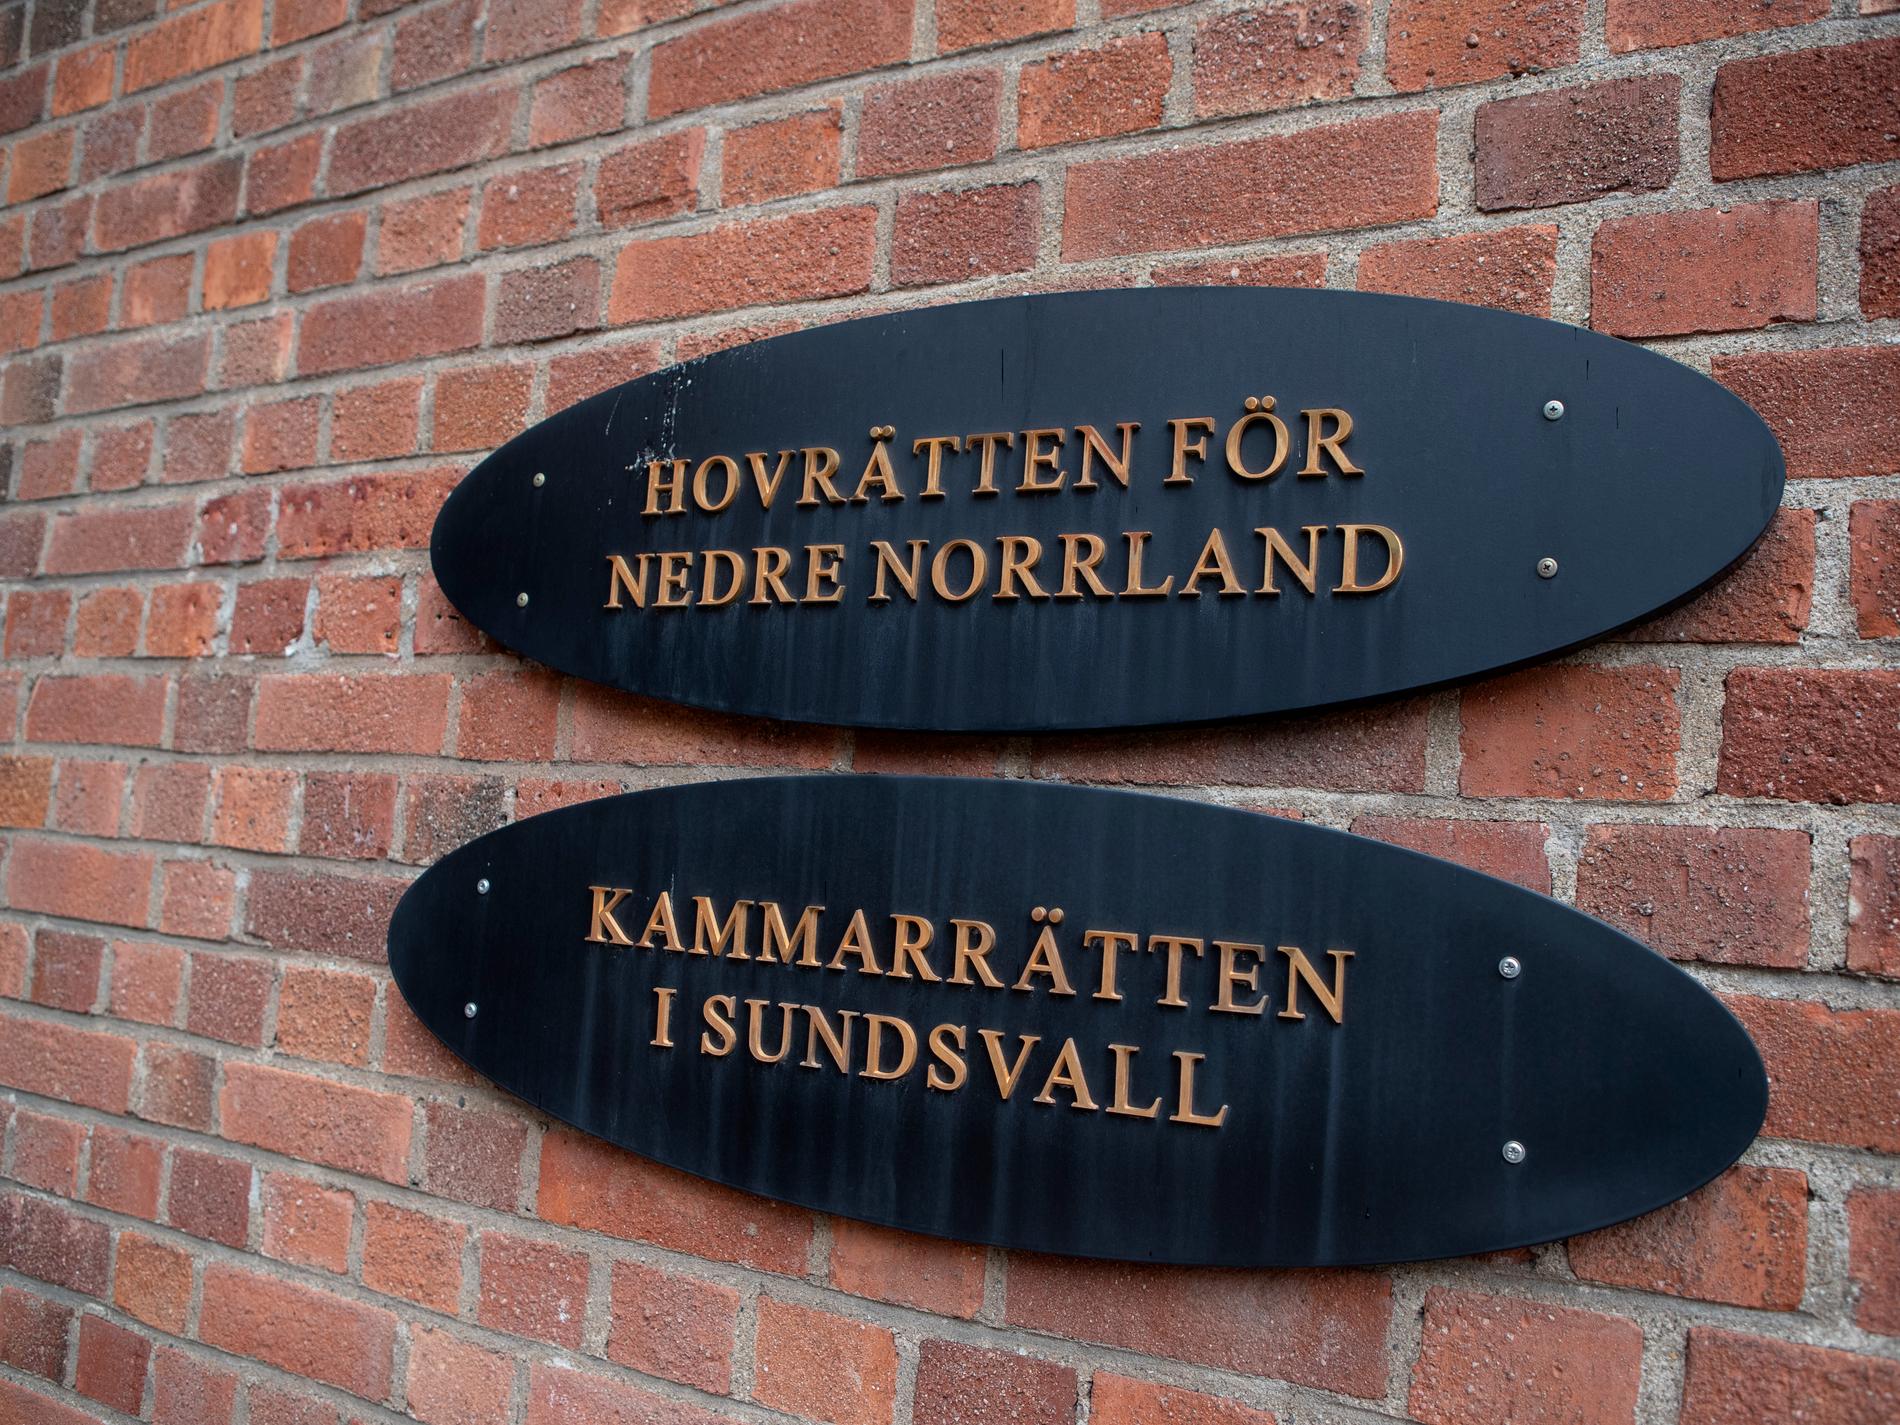 HOVRÄTTEN FÖR
NEDRE NORRLAND
KAMMARRÄTTEN
I SUNDSVALL